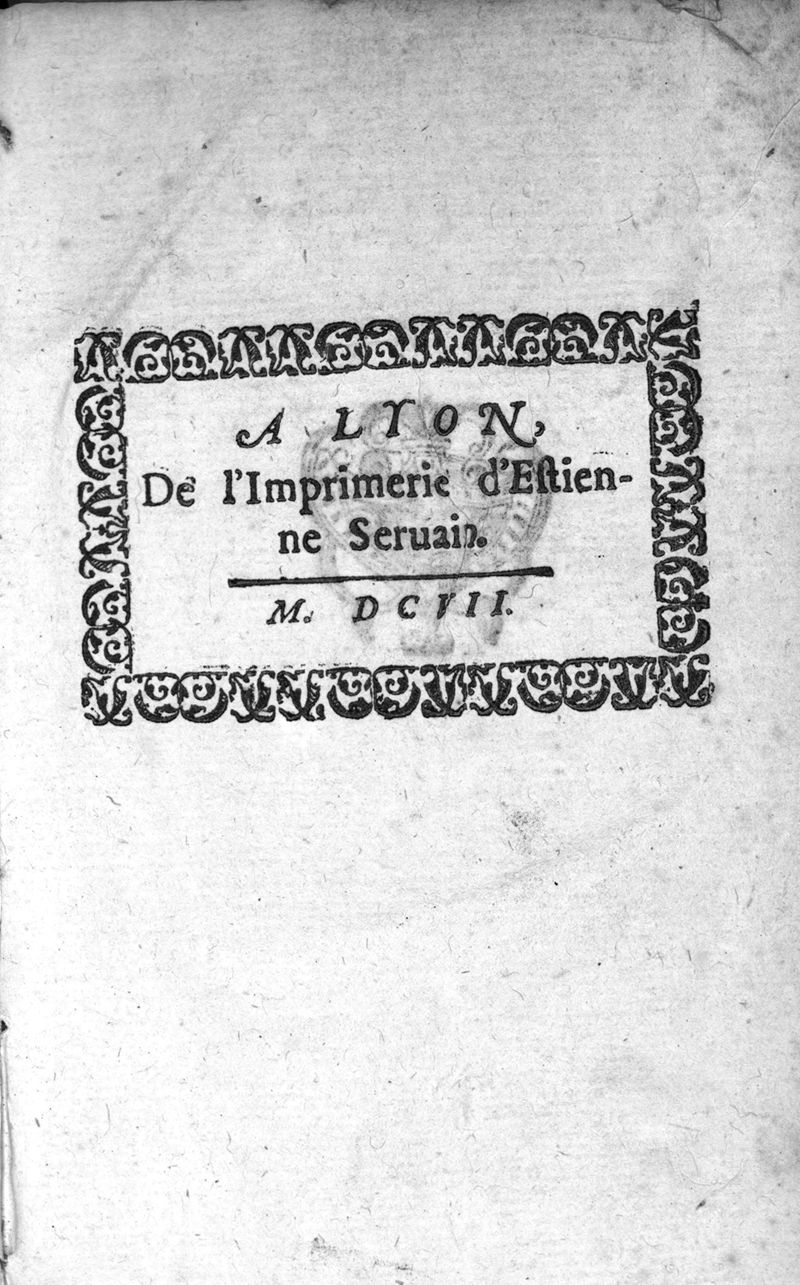 A LYON,
De l'Imprimerie d'Eſtien-
ne Seruain.
M. DCVII.